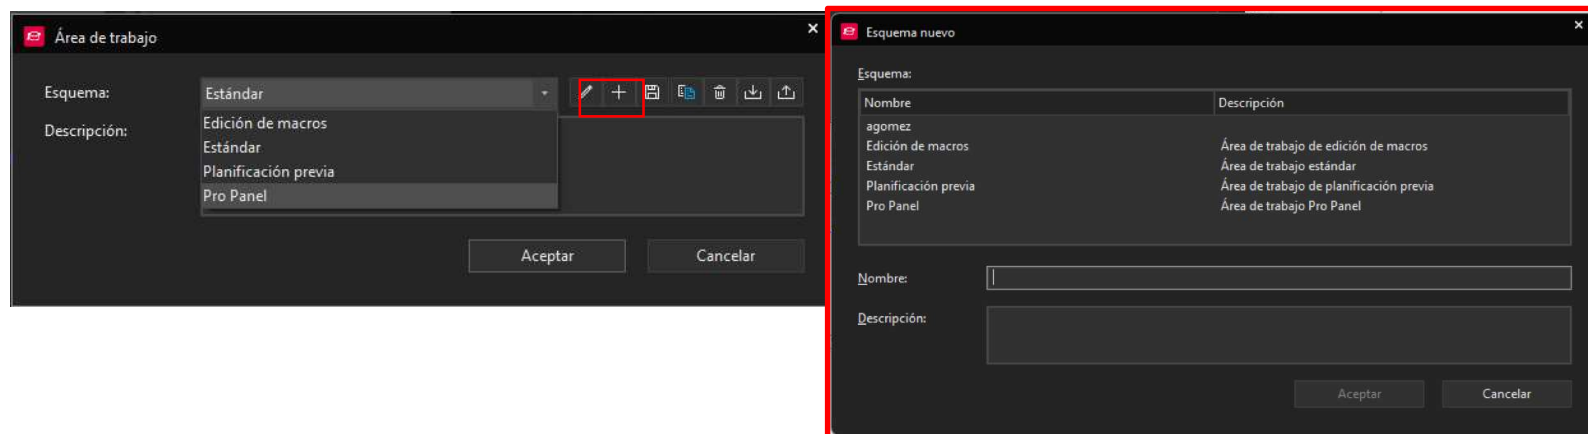 Área de trabajo
Esquema:
Estándar
Edición de macros
Estándar
Planificación previa
Pro Panel
Descripción:
Aceptar
Cancelar
Esquema nuevo
Esquema:
Nombre Descripción
agomez
Edición de macros Área de trabajo de edición de macros
Estándar Área de trabajo estándar
Planificación previa Área de trabajo de planificación previa
Pro Panel Área de trabajo Pro Panel
Nombre:
Descripción:
Aceptar
Cancelar